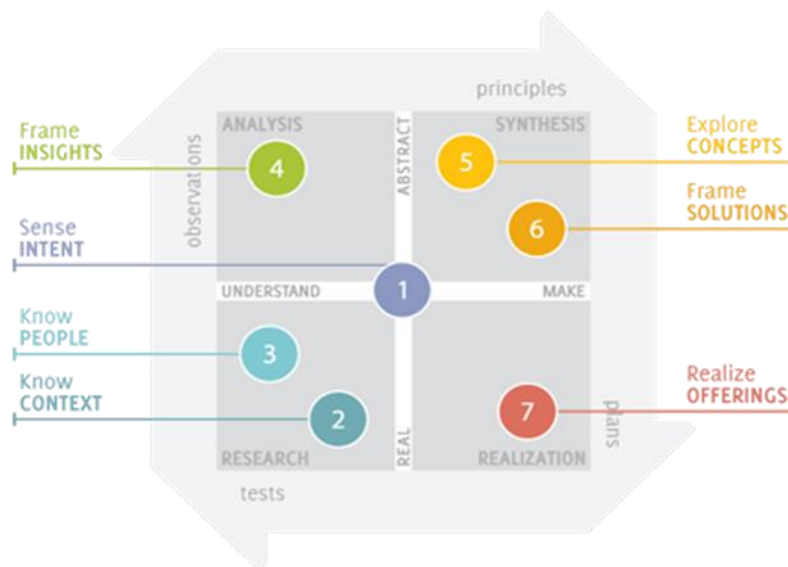 principles
Frame
INSIGHTS
observations
ANALYSIS
4
ABSTRACT
SYNTHESIS
5
Explore
CONCEPTS
Sense
INTENT
6
Frame
SOLUTIONS
UNDERSTAND
1
MAKE
Know
PEOPLE
3
Know
CONTEXT
2
REAL
7
Realize
OFFERINGS
plans
RESEARCH
REALIZATION
tests